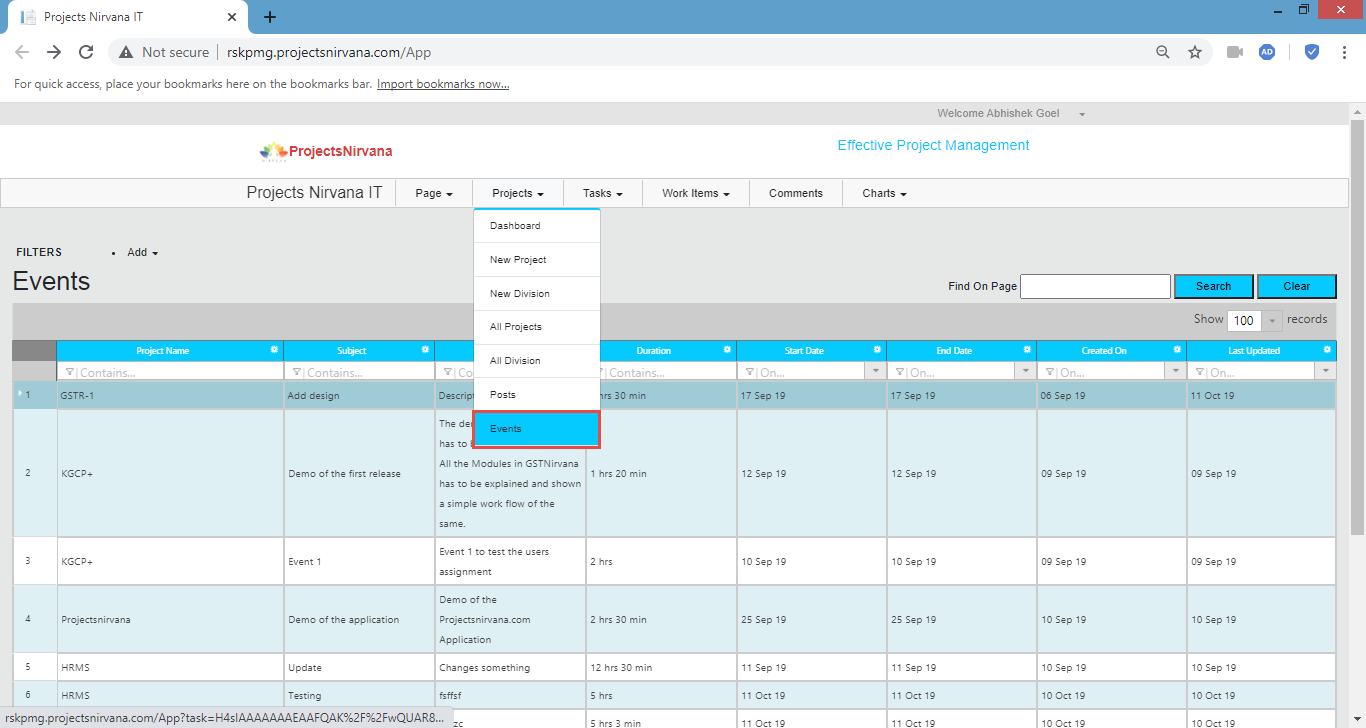 Projects Nirvana IT
Not secure | rskpmg.projectsnirvana.com/App
AD
For quick access, place your bookmarks here on the bookmarks bar. Import bookmarks now...
Welcome Abhishek Goel
ProjectsNirvana
Effective Project Management
Projects Nirvana IT Page Projects Tasks Work Items Comments Charts
Dashboard
New Project
New Division
All Projects
All Division
Posts
Events
FILTERS • Add
Events
Find On Page Search Clear
Show 100 records
Project Name Subject Duration Start Date End Date Created On Last Updated
Contains... Contains... Co Contains... On... On... On... On...
1 GSTR-1 Add design Descript hrs 30 min 17 Sep 19 17 Sep 19 06 Sep 19 11 Oct 19
The de
has to
All the Modules in GSTNirvana
2 KGCP+ Demo of the first release has to be explained and shown 1 hrs 20 min 12 Sep 19 12 Sep 19 09 Sep 19 09 Sep 19
a simple work flow of the
same.
3 KGCP+ Event 1 Event 1 to test the users 2 hrs 10 Sep 19 10 Sep 19 09 Sep 19 09 Sep 19
assignment
Demo of the
4 Projectsnirvana Demo of the application Projectsnirvana.com 2 hrs 30 min 25 Sep 19 25 Sep 19 10 Sep 19 10 Sep 19
Application
5 HRMS Update Changes something 12 hrs 30 min 11 Sep 19 11 Sep 19 10 Sep 19 10 Sep 19
6 HRMS Testing fsffsf 5 hrs 11 Oct 19 11 Oct 19 10 Oct 19 10 Oct 19
zc 5 hrs 3 min 11 Oct 19 11 Oct 19 10 Oct 19 10 Oct 19
rskpmg.projectsnirvana.com/App?task=H4sIAAAAAAAEAAFQAK%2F%2FwQUAR8...